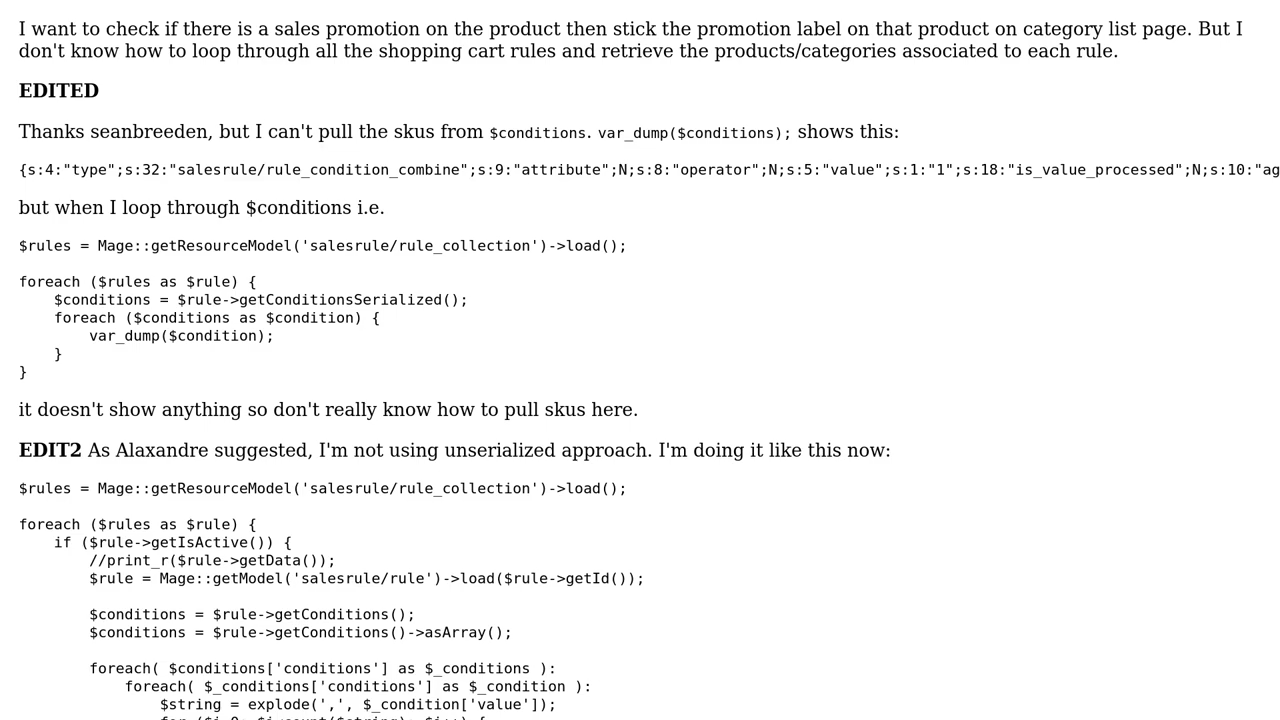 I want to check if there is a sales promotion on the product then stick the promotion label on that product on category list page. But I
don't know how to loop through all the shopping cart rules and retrieve the products/categories associated to each rule.
EDITED
Thanks seanbreeden, but I can't pull the skus from $conditions. var_dump($conditions); shows this:
{s:4:"type";s:32:"salesrule/rule_condition_combine";s:9:"attribute";N;s:8:"operator";N;s:5:"value";s:1:"1";s:18:"is_value_processed";N;s:10:"ag
but when I loop through $conditions i.e.
$rules = Mage::getResourceModel('salesrule/rule_collection')->load();
foreach ($rules as $rule) {
    $conditions = $rule->getConditionsSerialized();
    foreach ($conditions as $condition) {
        var_dump($condition);
    }
}
it doesn't show anything so don't really know how to pull skus here.
EDIT2 As Alaxandre suggested, I'm not using unserialized approach. I'm doing it like this now:
$rules = Mage::getResourceModel('salesrule/rule_collection')->load();
foreach ($rules as $rule) {
    if ($rule->getIsActive()) {
        //print_r($rule->getData());
        $rule = Mage::getModel('salesrule/rule')->load($rule->getId());
        $conditions = $rule->getConditions();
        $conditions = $rule->getConditions()->asArray();
        foreach( $conditions['conditions'] as $_conditions ):
            foreach( $_conditions['conditions'] as $_condition ):
                $string = explode(',', $_condition['value']);